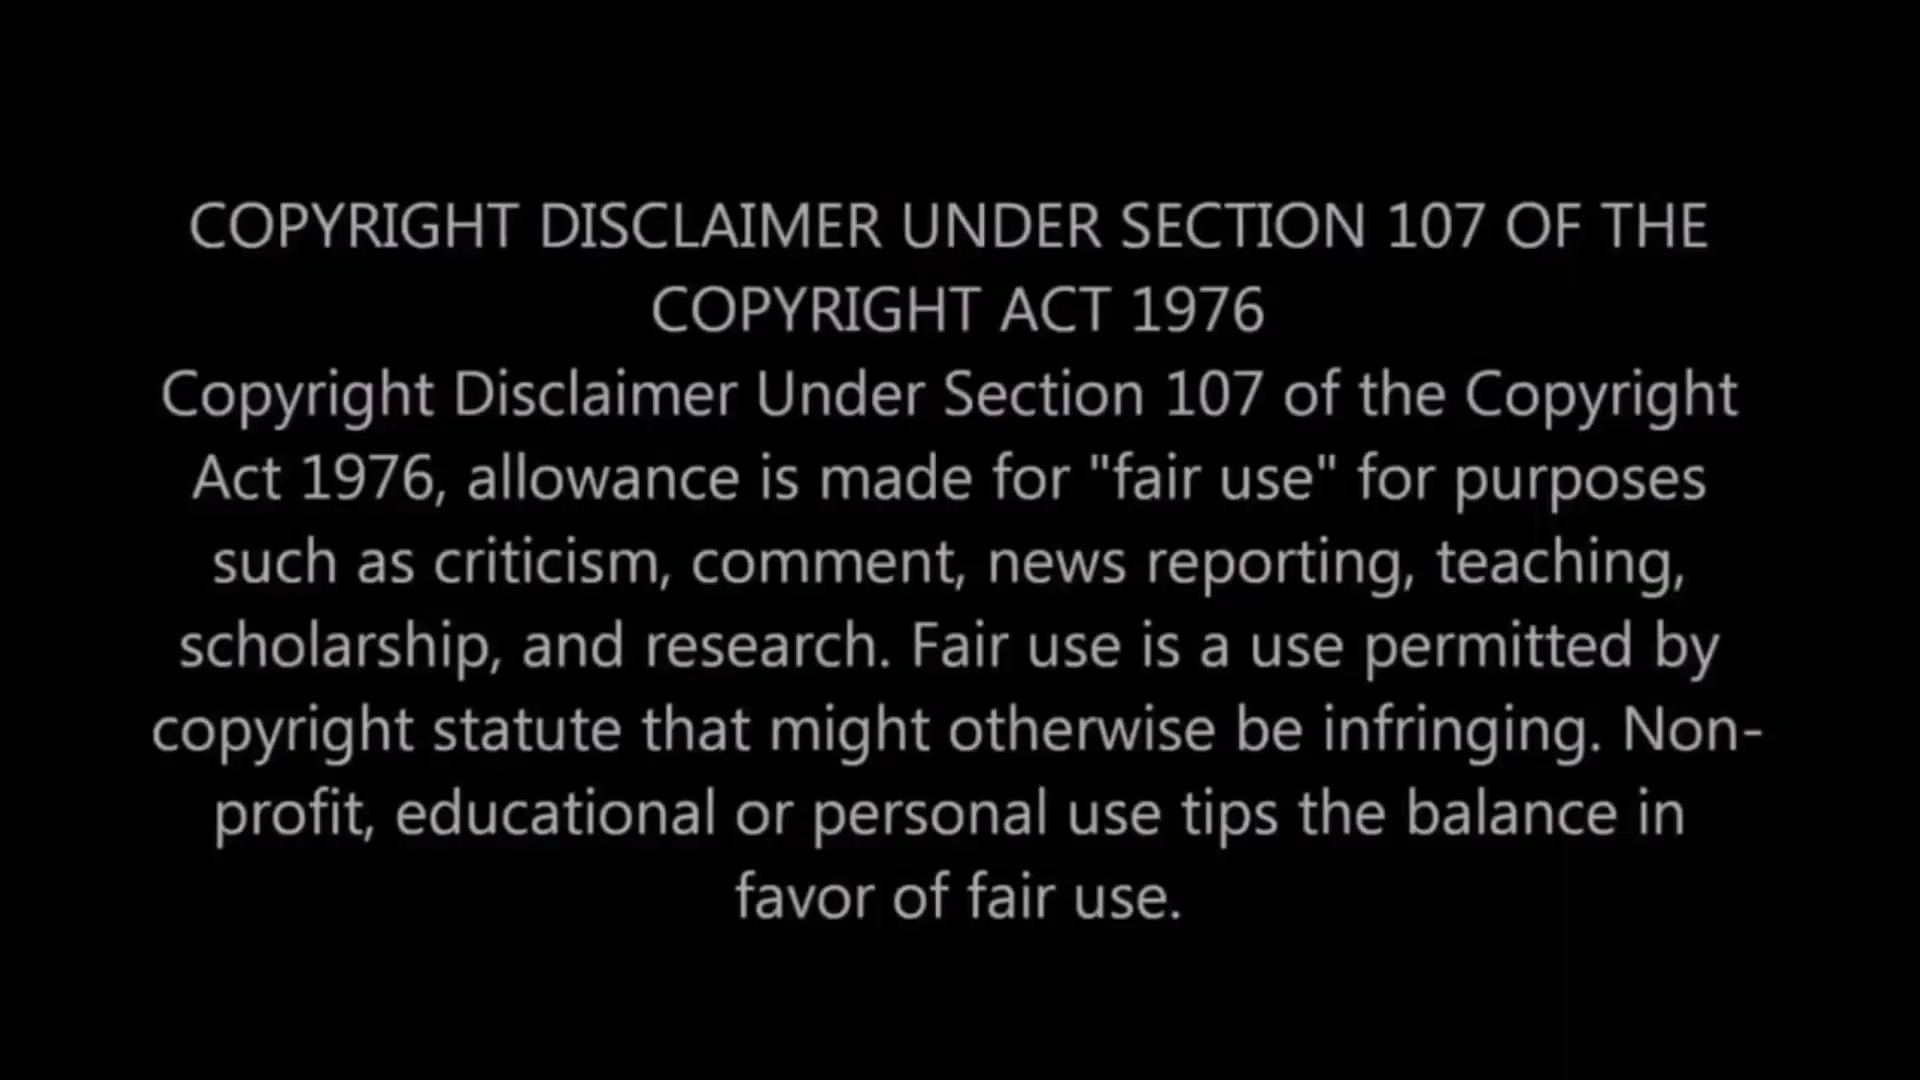 COPYRIGHT DISCLAIMER UNDER SECTION 107 OF THE
COPYRIGHT ACT 1976
Copyright Disclaimer Under Section 107 of the Copyright
Act 1976, allowance is made for "fair use" for purposes
such as criticism, comment, news reporting, teaching,
scholarship, and research. Fair use is a use permitted by
copyright statute that might otherwise be infringing. Non-
profit, educational or personal use tips the balance in
favor of fair use.